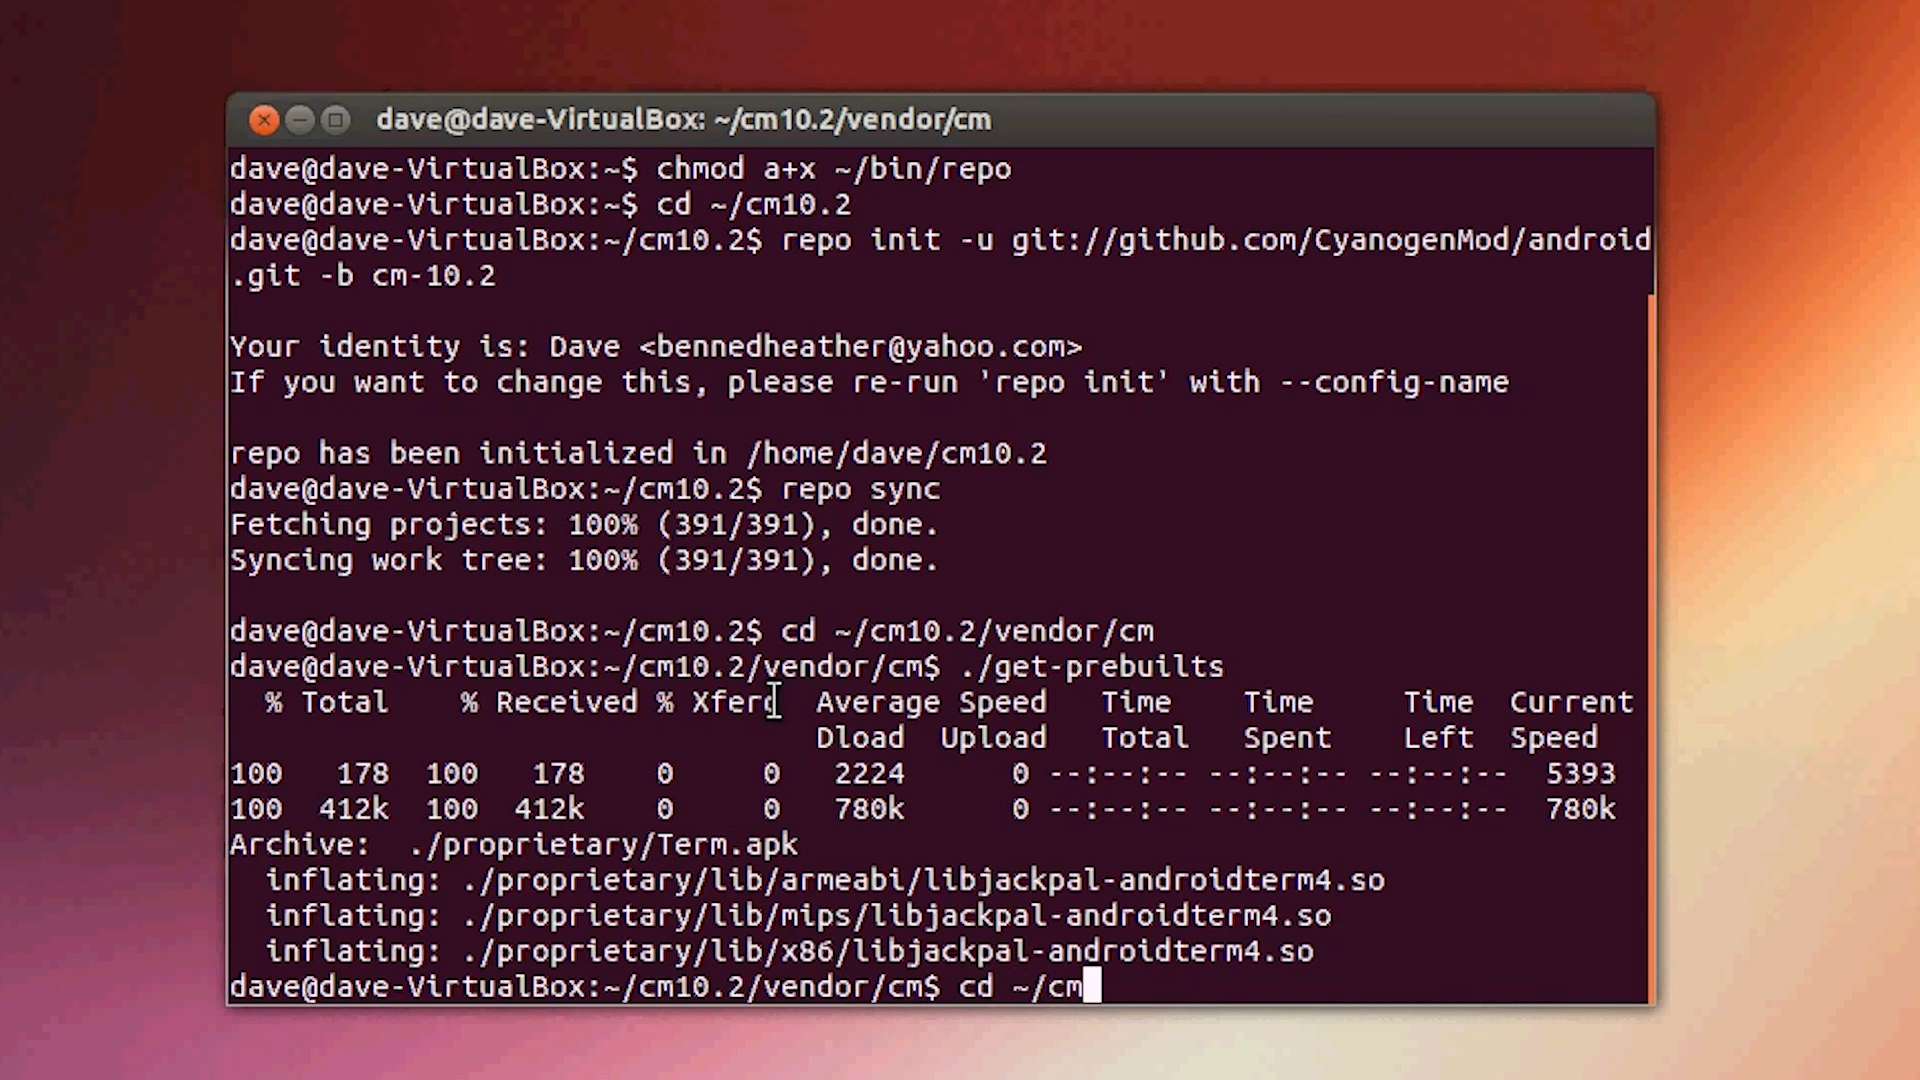 dave@dave-VirtualBox: ~/cm10.2/vendor/cm
dave@dave-VirtualBox:~$ chmod a+x ~/bin/repo
dave@dave-VirtualBox:~$ cd ~/cm10.2
dave@dave-VirtualBox:~/cm10.2$ repo init -u git://github.com/CyanogenMod/android
.git -b cm-10.2
Your identity is: Dave <bennedheather@yahoo.com>
If you want to change this, please re-run 'repo init' with --config-name
repo has been initialized in /home/dave/cm10.2
dave@dave-VirtualBox:~/cm10.2$ repo sync
Fetching projects: 100% (391/391), done.
Syncing work tree: 100% (391/391), done.
dave@dave-VirtualBox:~/cm10.2$ cd ~/cm10.2/vendor/cm
dave@dave-VirtualBox:~/cm10.2/vendor/cm$ ./get-prebuilts
% Total % Received % Xferd Average Speed Time Time Time Current
Dload Upload Total Spent Left Speed
100 178 100 178 0 0 2224 0 --:--:-- --:--:-- --:--:-- 5393
100 412k 100 412k 0 0 780k 0 --:--:-- --:--:-- --:--:-- 780k
Archive: ./proprietary/Term.apk
inflating: ./proprietary/lib/armeabi/libjackpal-androidterm4.so
inflating: ./proprietary/lib/mips/libjackpal-androidterm4.so
inflating: ./proprietary/lib/x86/libjackpal-androidterm4.so
dave@dave-VirtualBox:~/cm10.2/vendor/cm$ cd ~/cm